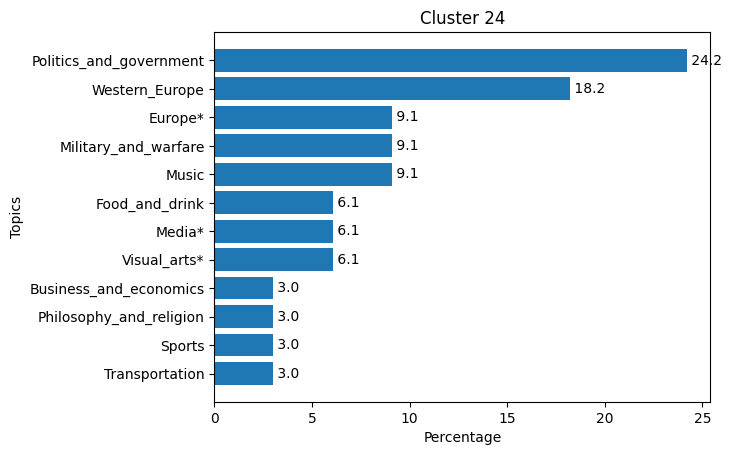 Cluster 24
Topics
Politics_and_government 24.2
Western_Europe 18.2
Europe* 9.1
Military_and_warfare 9.1
Music 9.1
Food_and_drink 6.1
Media* 6.1
Visual_arts* 6.1
Business_and_economics 3.0
Philosophy_and_religion 3.0
Sports 3.0
Transportation 3.0
0 5 10 15 20 25
Percentage